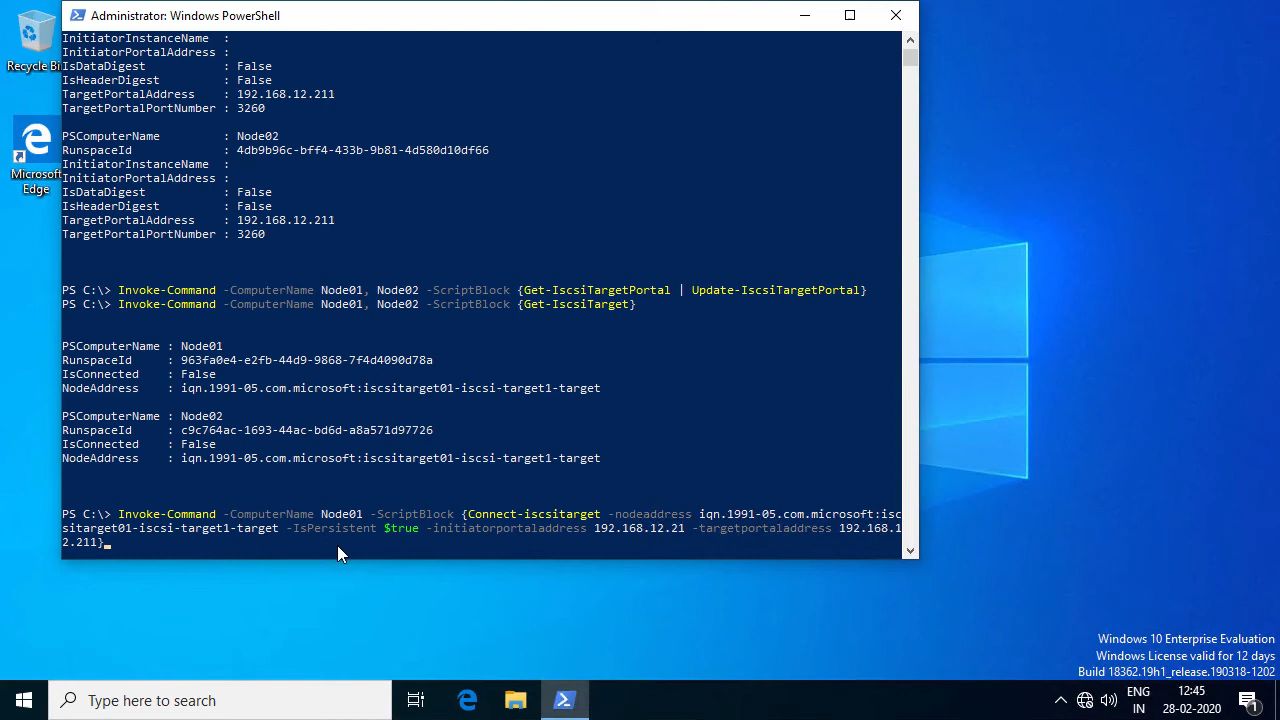 Administrator: Windows PowerShell
Recycle Bi
Microsoft
Edge
InitiatorInstanceName :
InitiatorPortalAddress :
IsDataDigest : False
IsHeaderDigest : False
TargetPortalAddress : 192.168.12.211
TargetPortalPortNumber : 3260
PSComputerName : Node02
RunspaceId : 4db9b96c-bff4-433b-9b81-4d580d10df66
InitiatorInstanceName :
InitiatorPortalAddress :
IsDataDigest : False
IsHeaderDigest : False
TargetPortalAddress : 192.168.12.211
TargetPortalPortNumber : 3260
PS C:\> Invoke-Command -ComputerName Node01, Node02 -ScriptBlock {Get-IscsiTargetPortal | Update-IscsiTargetPortal}
PS C:\> Invoke-Command -ComputerName Node01, Node02 -ScriptBlock {Get-IscsiTarget}
PSComputerName : Node01
RunspaceId : 963fa0e4-e2fb-44d9-9868-7f4d4090d78a
IsConnected : False
NodeAddress : iqn.1991-05.com.microsoft:iscsitarget01-iscsi-target1-target
PSComputerName : Node02
RunspaceId : c9c764ac-1693-44ac-bd6d-a8a571d97726
IsConnected : False
NodeAddress : iqn.1991-05.com.microsoft:iscsitarget01-iscsi-target1-target
PS C:\> Invoke-Command -ComputerName Node01 -ScriptBlock {Connect-iscsitarget -nodeaddress iqn.1991-05.com.microsoft:isc
sitarget01-iscsi-target1-target -IsPersistent $true -initiatorportaladdress 192.168.12.21 -targetportaladdress 192.168.1
2.211}
Windows 10 Enterprise Evaluation
Windows License valid for 12 days
Build 18362.19h1_release.190318-1202
Type here to search
ENG
IN
12:45
28-02-2020
1